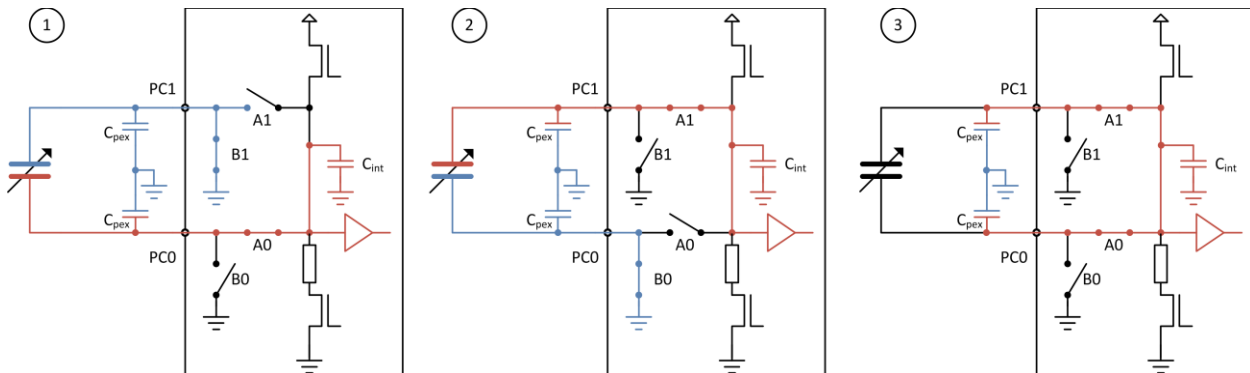 1
PC1
A1
Cpex
B1
Cint
Cpex
A0
PC0
B0
2
PC1
A1
Cpex
B1
Cint
Cpex
A0
PC0
B0
3
PC1
A1
Cpex
B1
Cint
Cpex
A0
PC0
B0